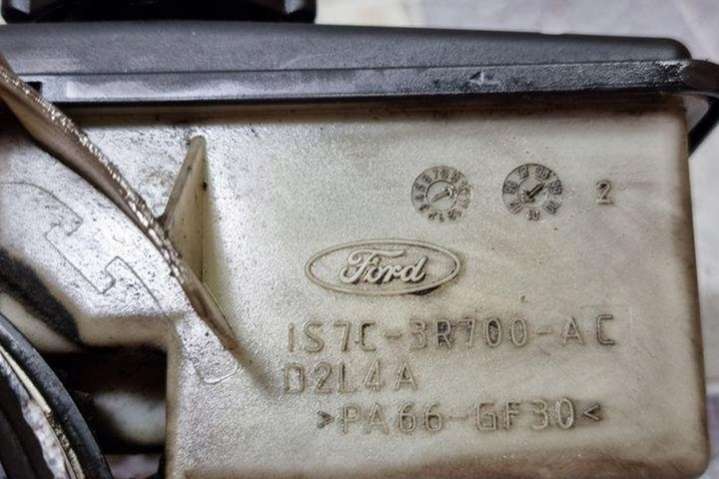 2
Ford
1S7C-3R700-AC
D2L4A
>PA66-GF30<